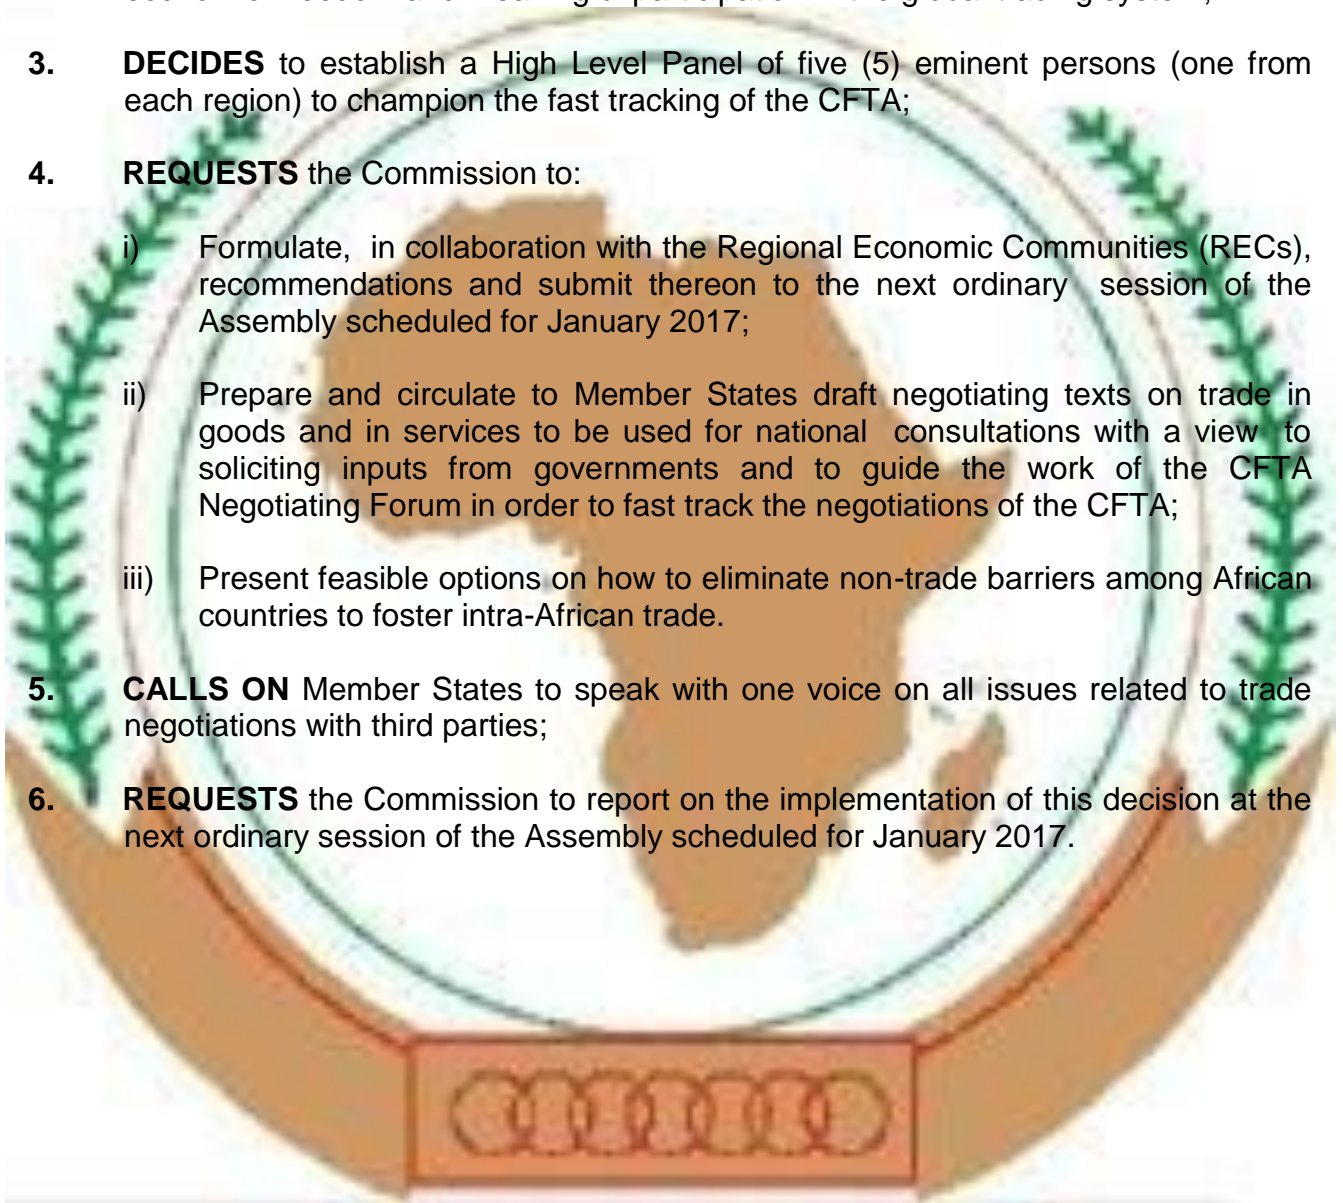 participation in the global trading system;
3. DECIDES to establish a High Level Panel of five (5) eminent persons (one from
each region) to champion the fast tracking of the CFTA;
4. REQUESTS the Commission to:
i) Formulate, in collaboration with the Regional Economic Communities (RECs),
recommendations and submit thereon to the next ordinary session of the
Assembly scheduled for January 2017;
ii) Prepare and circulate to Member States draft negotiating texts on trade in
goods and in services to be used for national consultations with a view to
soliciting inputs from governments and to guide the work of the CFTA
Negotiating Forum in order to fast track the negotiations of the CFTA;
iii) Present feasible options on how to eliminate non-trade barriers among African
countries to foster intra-African trade.
5. CALLS ON Member States to speak with one voice on all issues related to trade
negotiations with third parties;
6. REQUESTS the Commission to report on the implementation of this decision at the
next ordinary session of the Assembly scheduled for January 2017.